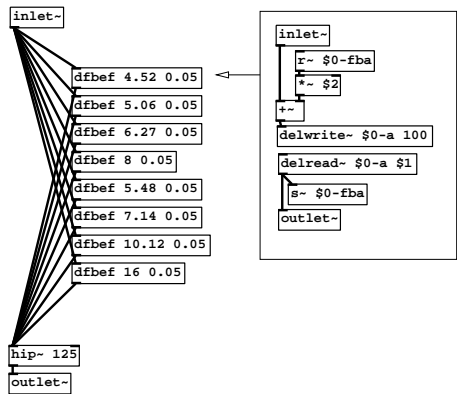 inlet~
dfbef 4.52 0.05
dfbef 5.06 0.05
dfbef 6.27 0.05
dfbef 8 0.05
dfbef 5.48 0.05
dfbef 7.14 0.05
dfbef 10.12 0.05
dfbef 16 0.05
hip~ 125
outlet~
inlet~
r~ $0-fba
*~ $2
+~
delwrite~ $0-a 100
delread~ $0-a $1
s~ $0-fba
outlet~